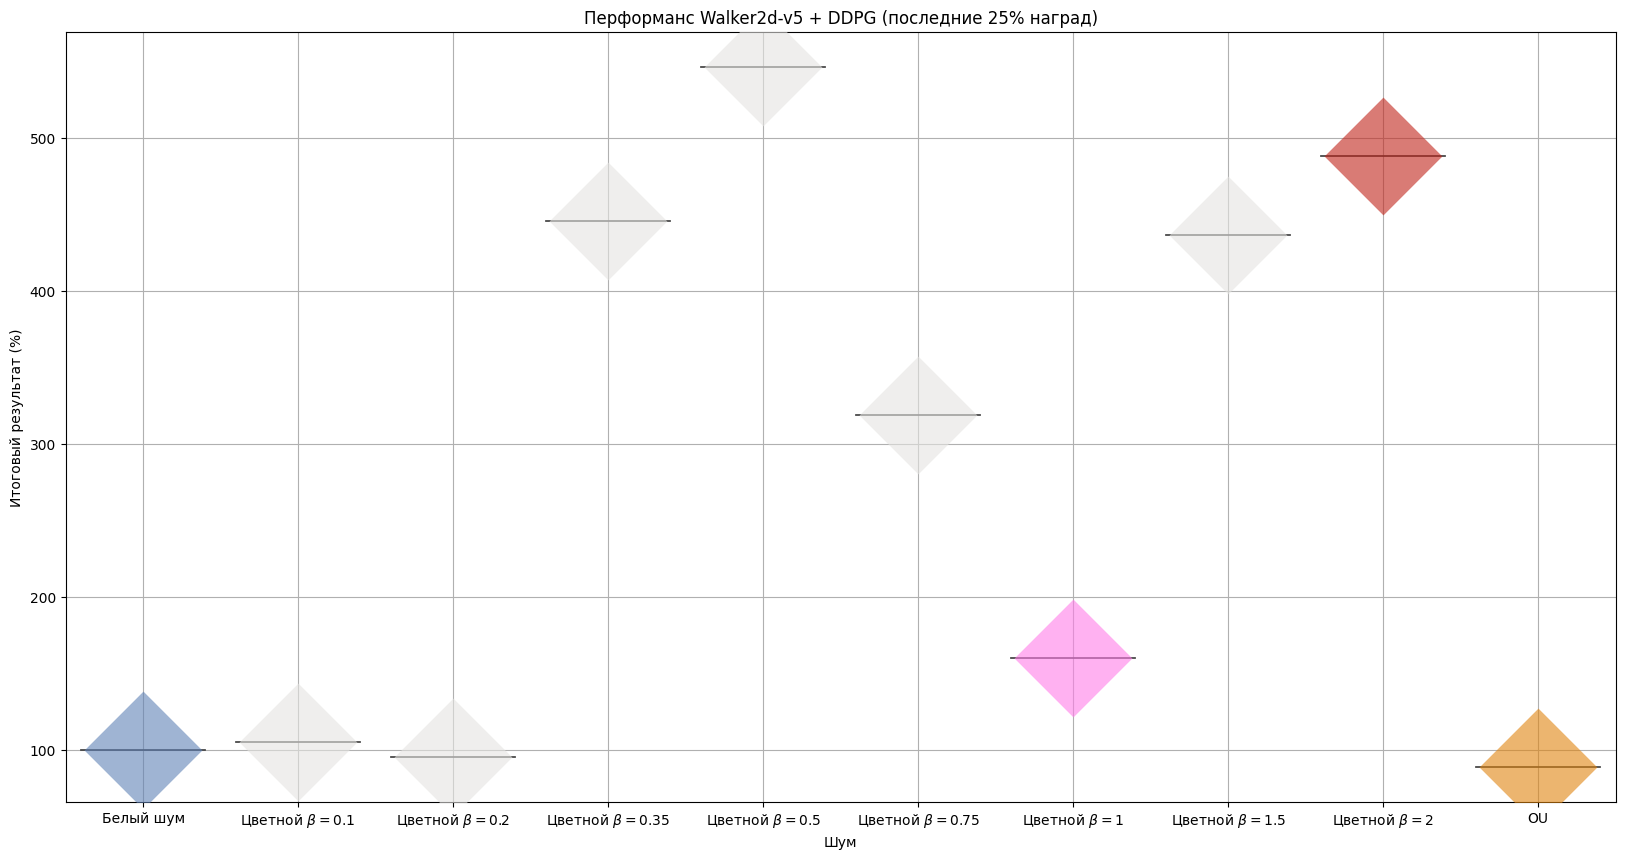 Перформанс Walker2d-v5 + DDPG (последние 25% наград)
Итоговый результат (%)
500
400
300
200
100
Белый шум
Цветной β = 0.1
Цветной β = 0.2
Цветной β = 0.35
Цветной β = 0.5
Цветной β = 0.75
Цветной β = 1
Цветной β = 1.5
Цветной β = 2
OU
Шум